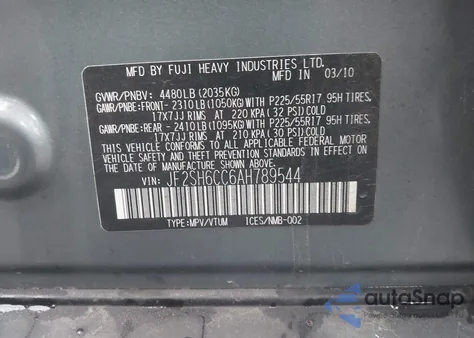 MFD BY FUJI HEAVY INDUSTRIES LTD.
MFD IN 03/10
GVWR/PNBV: 4480LB (2035KG)
GAWR/PNBE: FRONT- 2310LB(1050KG)WITH P225/55R17 95H TIRES,
17X7JJ RIMS AT 220 KPA ( 32 PSI) COLD
GAWR/PNBE: REAR - 2410LB(1095KG)WITH P225/55R17 95H TIRES,
17X7JJ RIMS AT 210 KPA ( 30 PSI) COLD
THIS VEHICLE CONFORMS TO ALL APPLICABLE
FEDERAL MOTOR VEHICLE SAFETY STANDARDS IN EFFECT ON
THE DATE OF MANUFACTURE SHOWN ABOVE.
VIN: JF2SH6CC6AH789544
TYPE:MPV/VTUM ICES/NMB-002
autoSnap